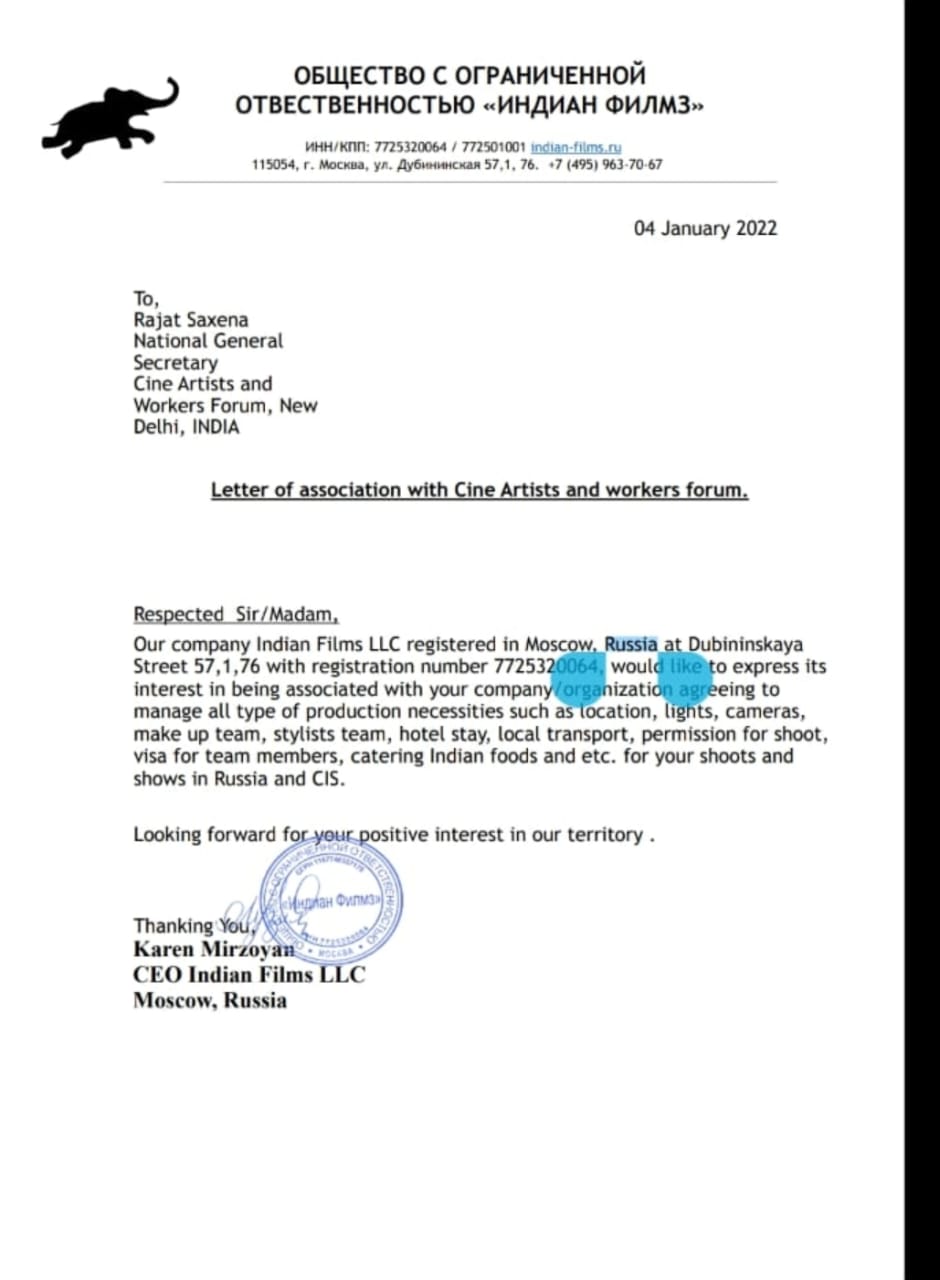 ОБЩЕСТВО С ОГРАНИЧЕННОЙ
ОТВЕСТВЕННОСТЬЮ «ИНДИАН ФИЛМЗ»
ИНН/КПП: 7725320064 / 772501001 indian-films.ru
115054, г. Москва, ул. Дубининская 57,1, 76. +7 (495) 963-70-67
04 January 2022
To,
Rajat Saxena
National General
Secretary
Cine Artists and
Workers Forum, New
Delhi, INDIA
Letter of association with Cine Artists and workers forum.
Respected Sir/Madam,
Our company Indian Films LLC registered in Moscow, Russia at Dubininskaya
Street 57,1,76 with registration number 7725320064, would like to express its
interest in being associated with your company/organization agreeing to
manage all type of production necessities such as location, lights, cameras,
make up team, stylists team, hotel stay, local transport, permission for shoot,
visa for team members, catering Indian foods and etc. for your shoots and
shows in Russia and CIS.
Looking forward for your positive interest in our territory .
«Индиан Филмз»
МОСКВА
Thanking You,
Karen Mirzoyan
CEO Indian Films LLC
Moscow, Russia